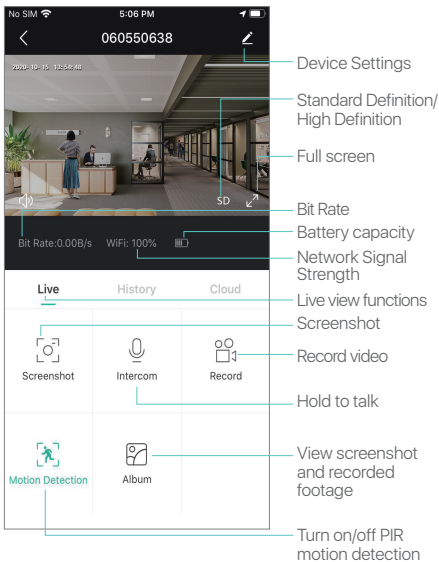 No SIM 5:06 PM
060550638
2020-10-15 13:54:48
SD
Bit Rate:0.00B/s WiFi: 100%
Live History Cloud
Screenshot Intercom Record
Motion Detection Album
Device Settings
Standard Definition/
High Definition
Full screen
Bit Rate
Battery capacity
Network Signal
Strength
Live view functions
Screenshot
Record video
Hold to talk
View screenshot
and recorded
footage
Turn on/off PIR
motion detection